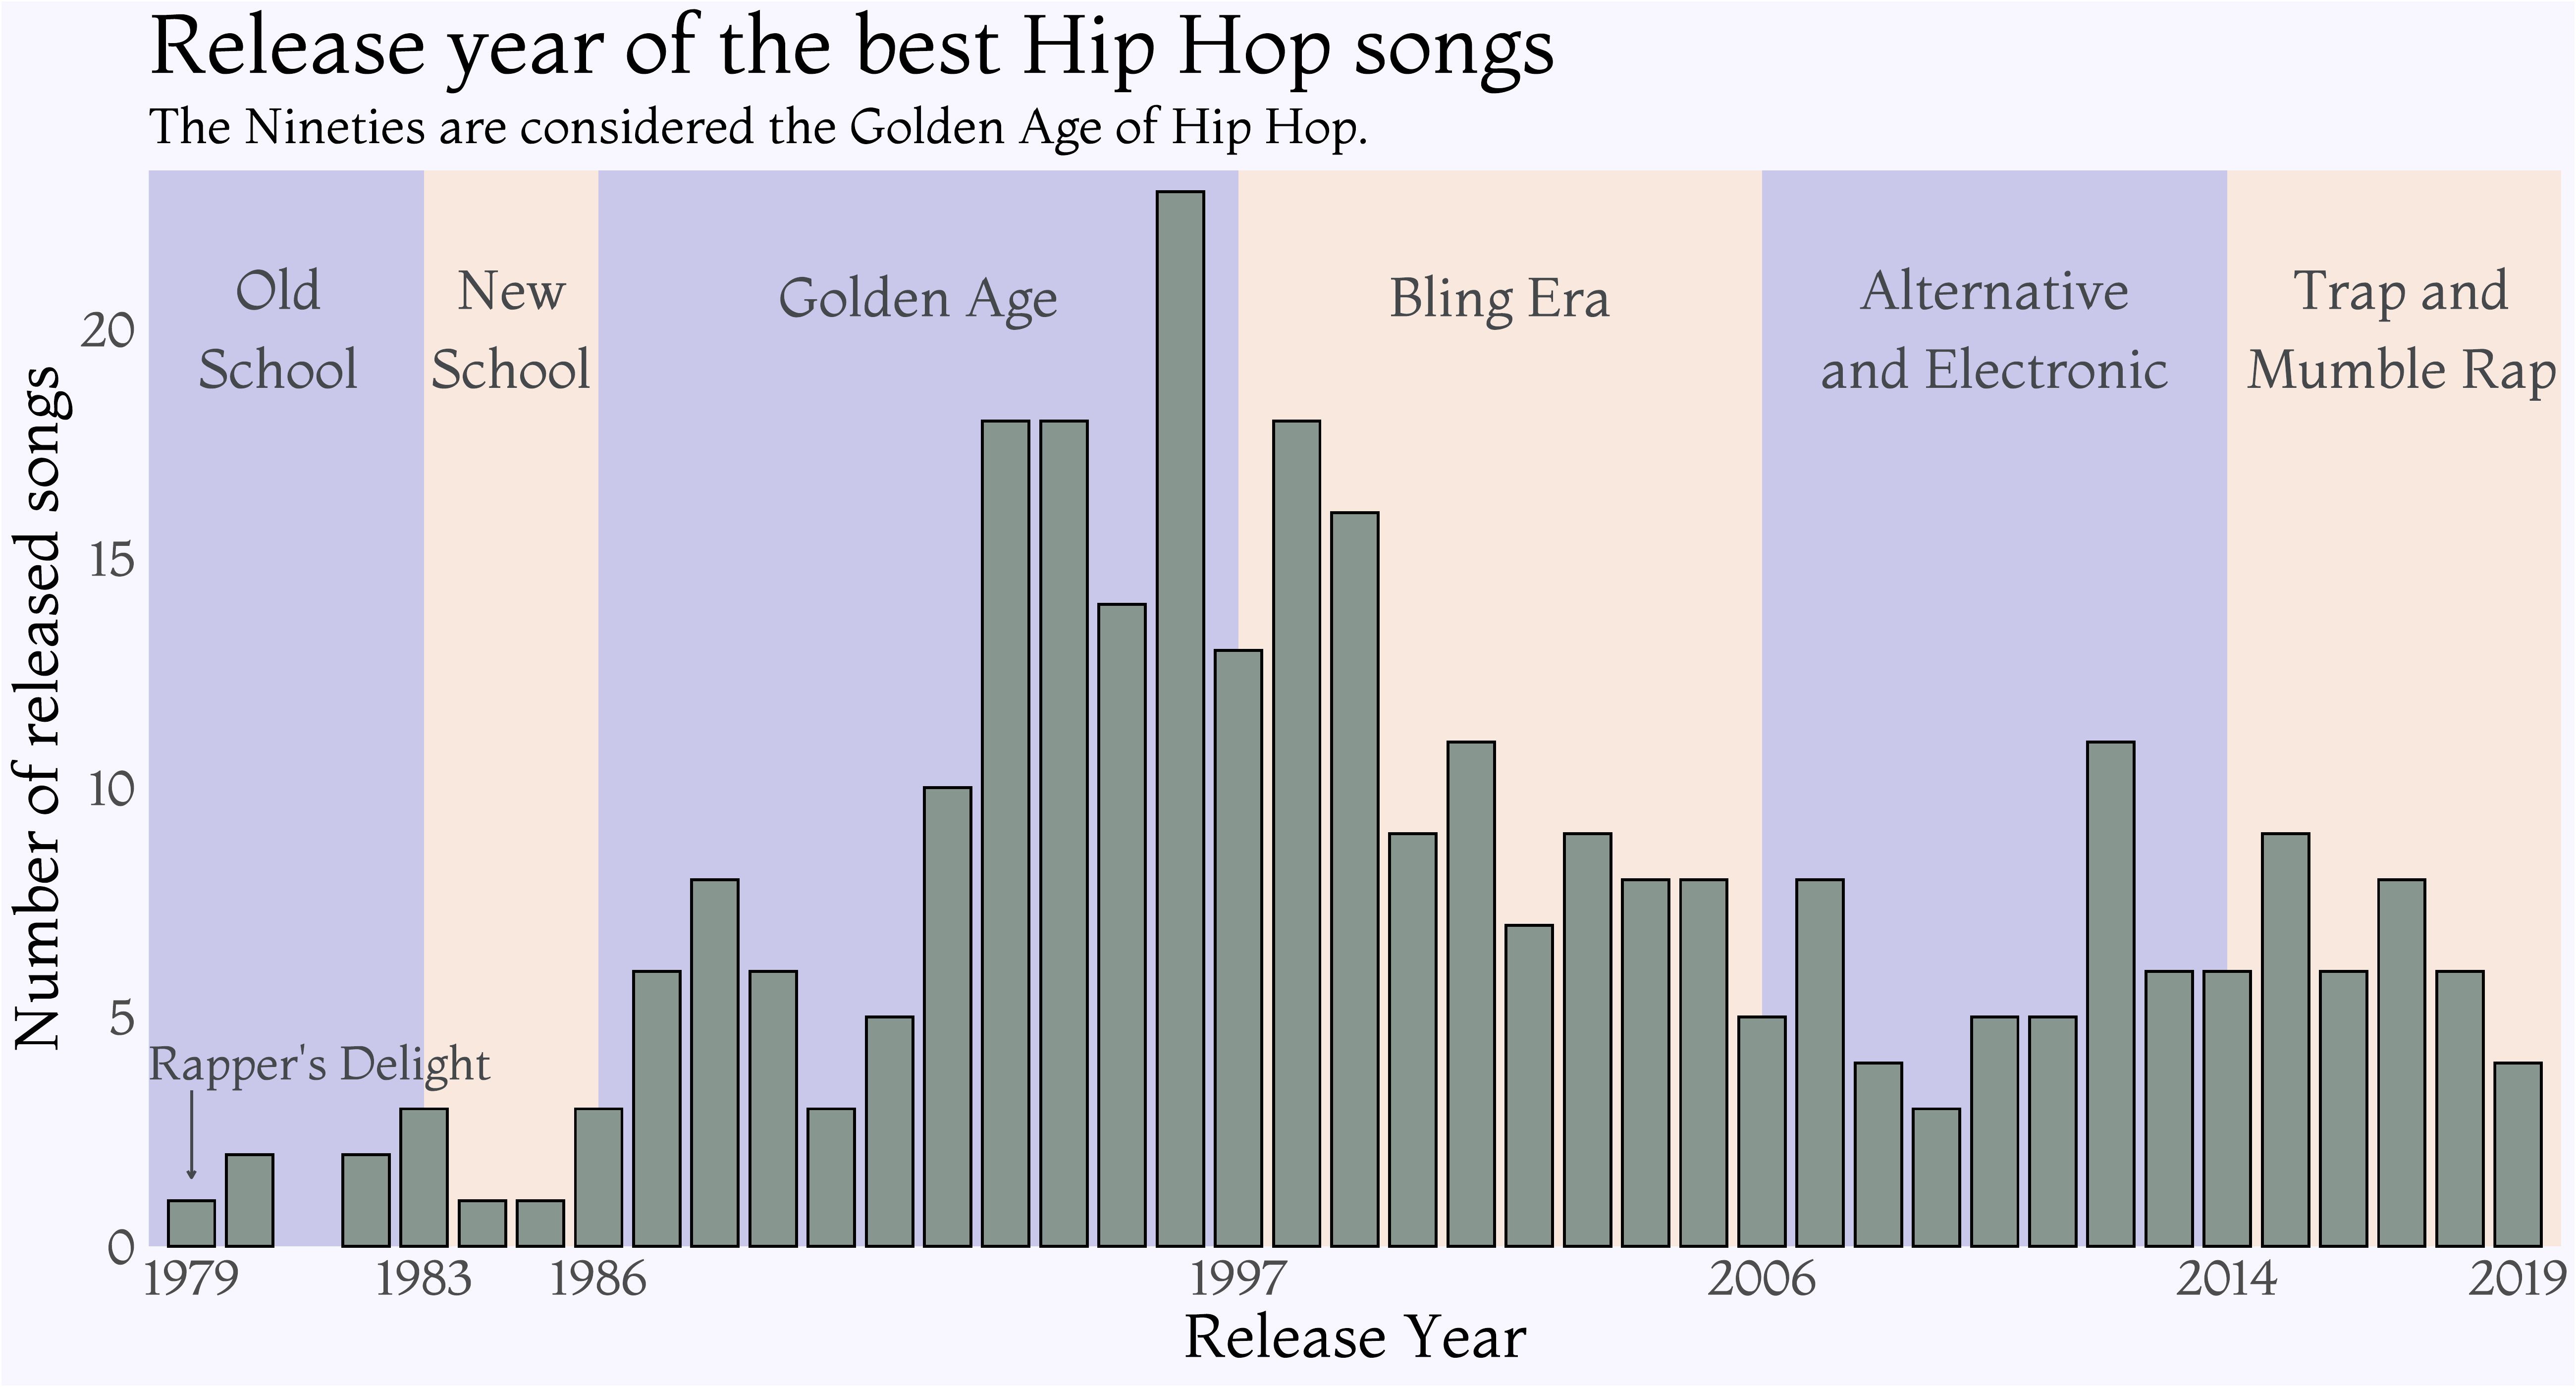 Release year of the best Hip Hop songs
The Nineties are considered the Golden Age of Hip Hop.
Old
School
New
School
Golden Age
Bling Era
Alternative
and Electronic
Trap and
Mumble Rap
Number of released songs
20
15
10
5
0
Rapper's Delight
1979
1983
1986
1997
2006
2014
2019
Release Year